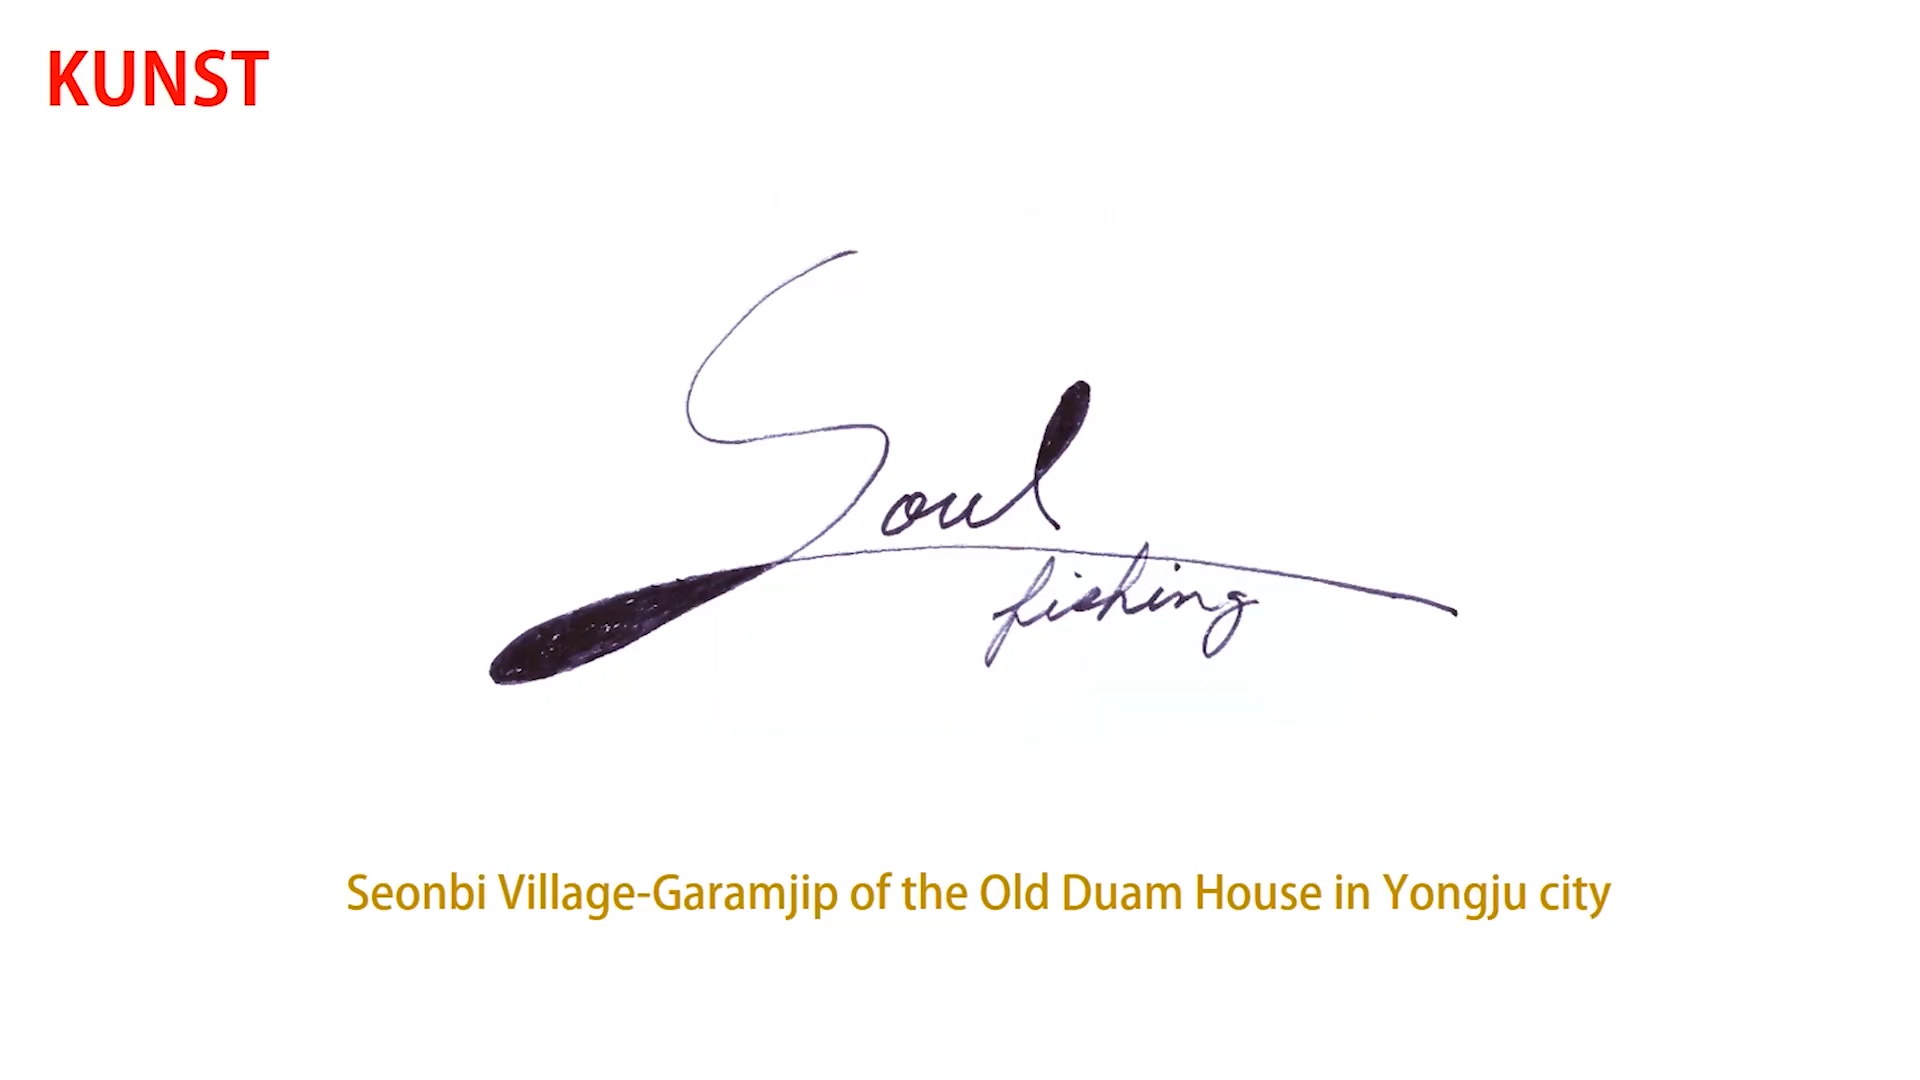 KUNST
Soul
fishing
Seonbi Village-Garamjip of the Old Duam House in Yongju city